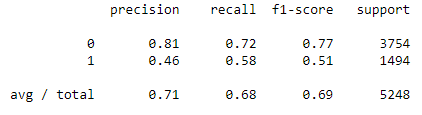 precision recall f1-score support
0 0.81 0.72 0.77 3754
1 0.46 0.58 0.51 1494
avg / total 0.71 0.68 0.69 5248